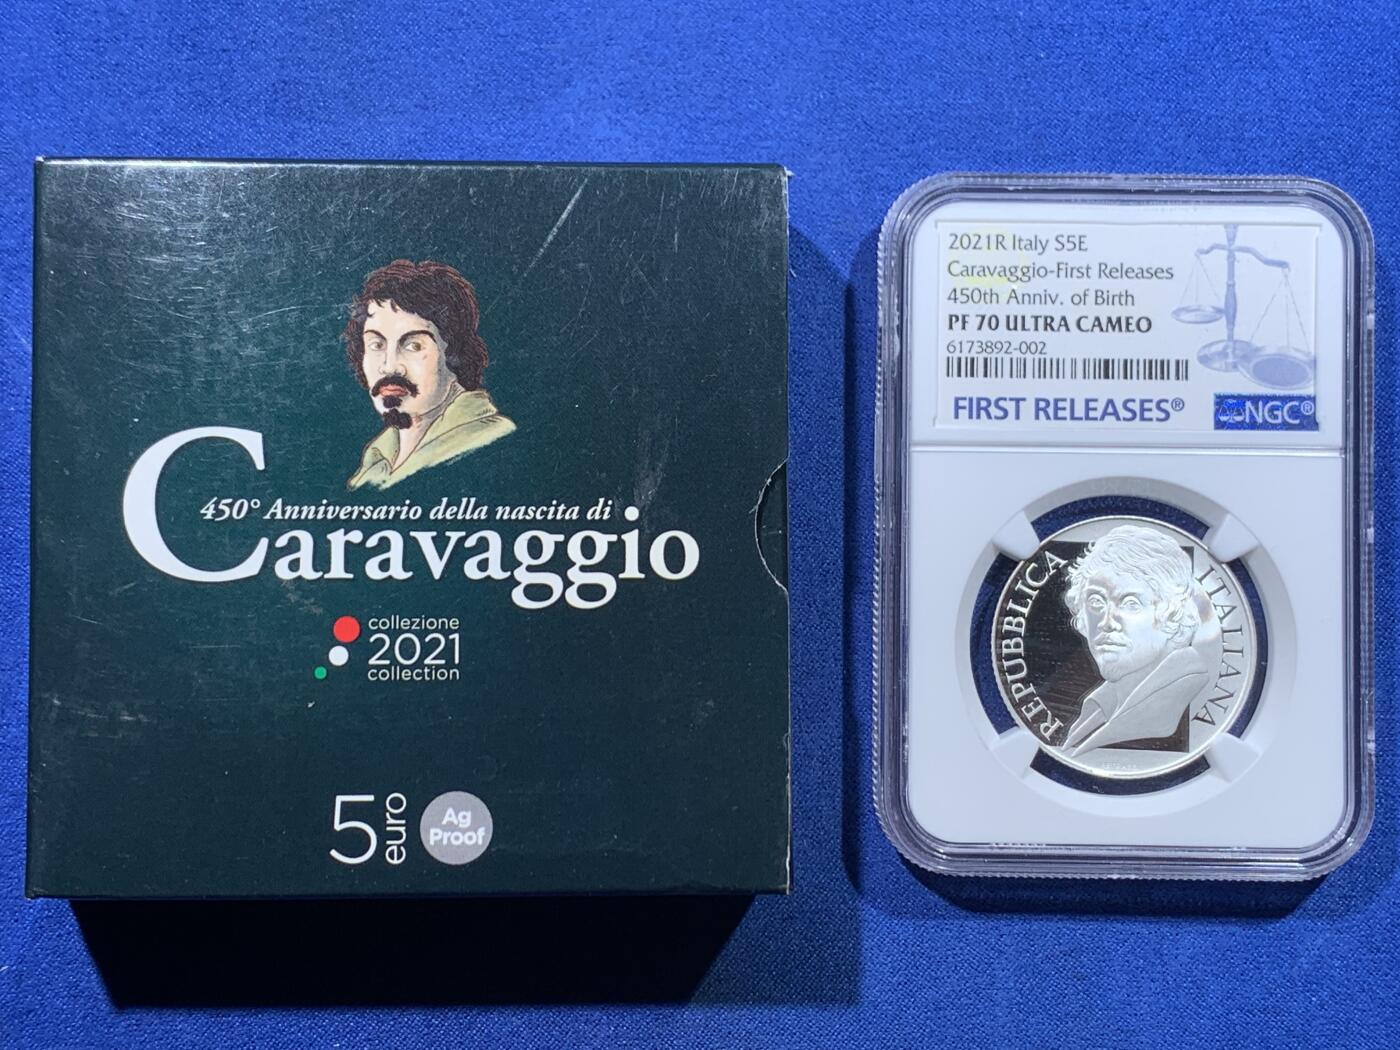 450° Anniversario della nascita di
Caravaggio
collezione
2021
collection
5 euro
Ag
Proof
2021R Italy S5E
Caravaggio-First Releases
450th Anniv. of Birth
PF 70 ULTRA CAMEO
6173892-002
FIRST RELEASES®
NGC®
REPUBBLICA ITALIANA